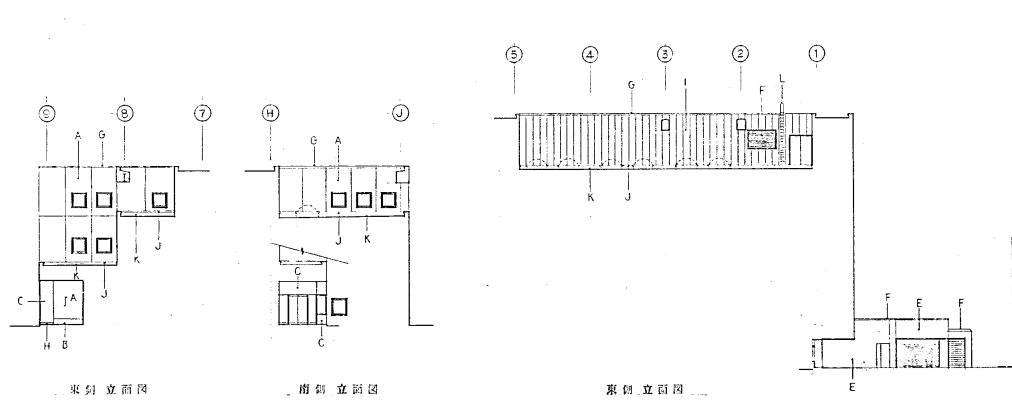 ⑤ ④ ③ ② ①
G I F L
⑨ ⑧ ⑦ Ⓗ Ⓙ
A G G A
K J
J K
K J
K J
C A C
H B C
F E F
E
東側立面図 南側立面図 東側立面図